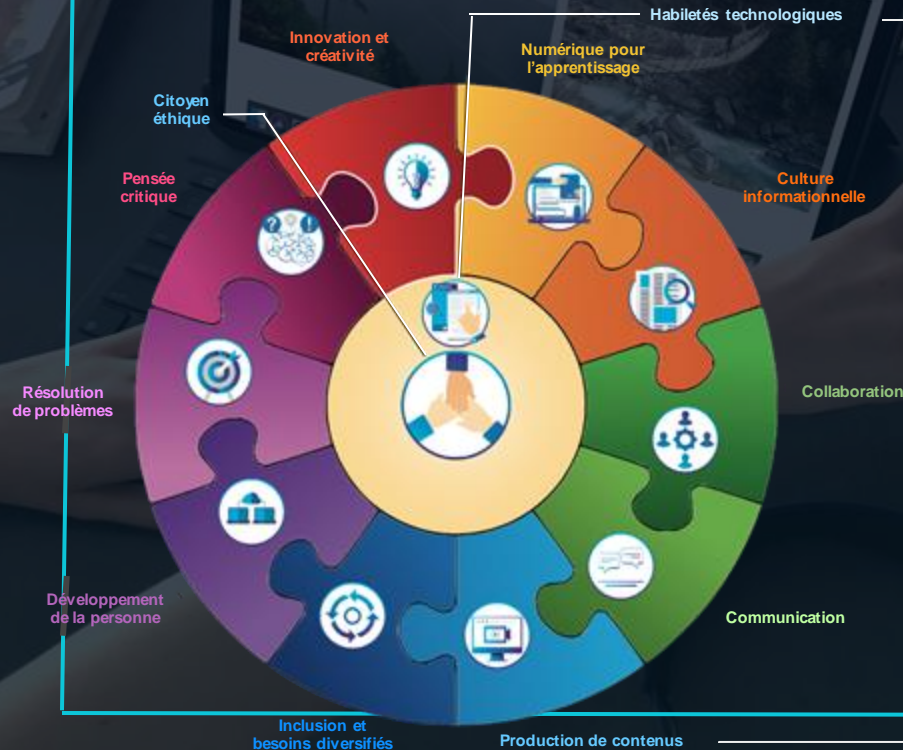 Habiletés technologiques
Innovation et
créativité
Numérique pour
l'apprentissage
Citoyen
éthique
Pensée
critique
Culture
informationnelle
Résolution
de problèmes
Collaboration
Développement
de la personne
Communication
Inclusion et
besoins diversifiés
Production de contenus